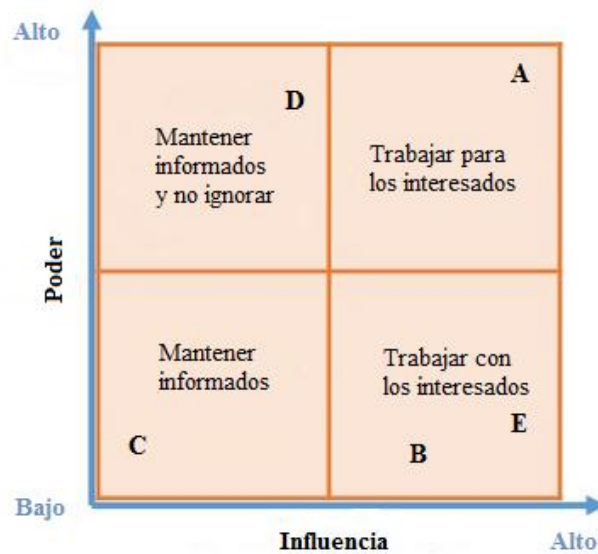 Alto
D
A
Mantener
informados
y no ignorar
Trabajar para
los interesados
Poder
Mantener
informados
Trabajar con
los interesados
C
B
E
Bajo
Influencia
Alto